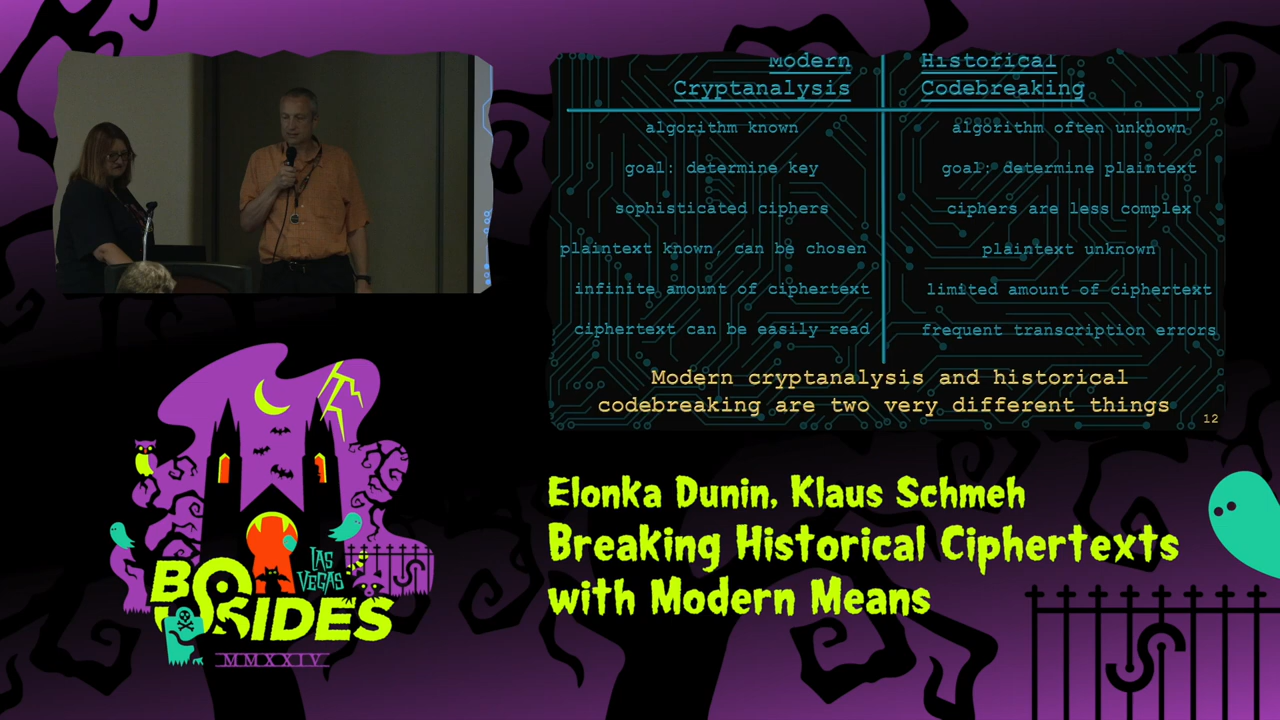 Modern
Cryptanalysis
Historical
Codebreaking
algorithm known
algorithm often unknown
goal: determine key
goal: determine plaintext
sophisticated ciphers
ciphers are less complex
plaintext known, can be chosen
plaintext unknown
infinite amount of ciphertext
limited amount of ciphertext
ciphertext can be easily read
frequent transcription errors
Modern cryptanalysis and historical
codebreaking are two very different things
12
LAS
VEGAS
BSIDES
MMXXIV
Elonka Dunin, Klaus Schmeh
Breaking Historical Ciphertexts
with Modern Means